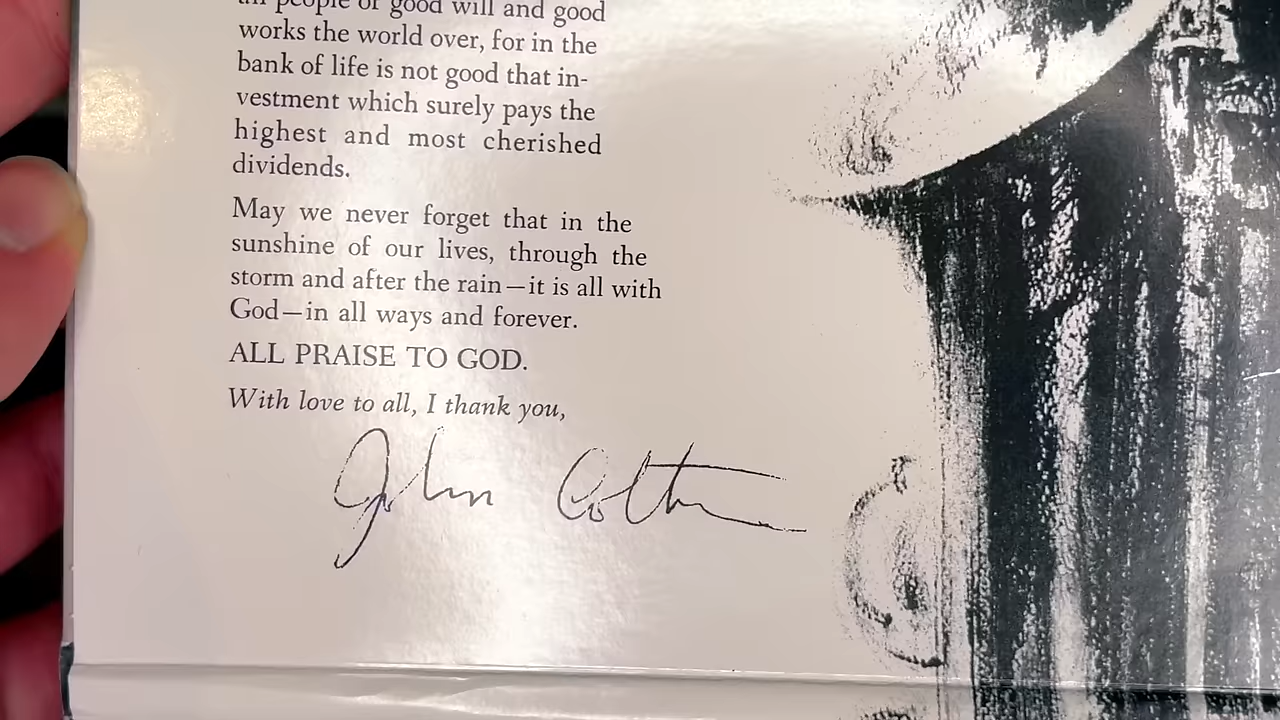 all people of good will and good
works the world over, for in the
bank of life is not good that in-
vestment which surely pays the
highest and most cherished
dividends.
May we never forget that in the
sunshine of our lives, through the
storm and after the rain—it is all with
God—in all ways and forever.
ALL PRAISE TO GOD.
With love to all, I thank you,
John Coltrane